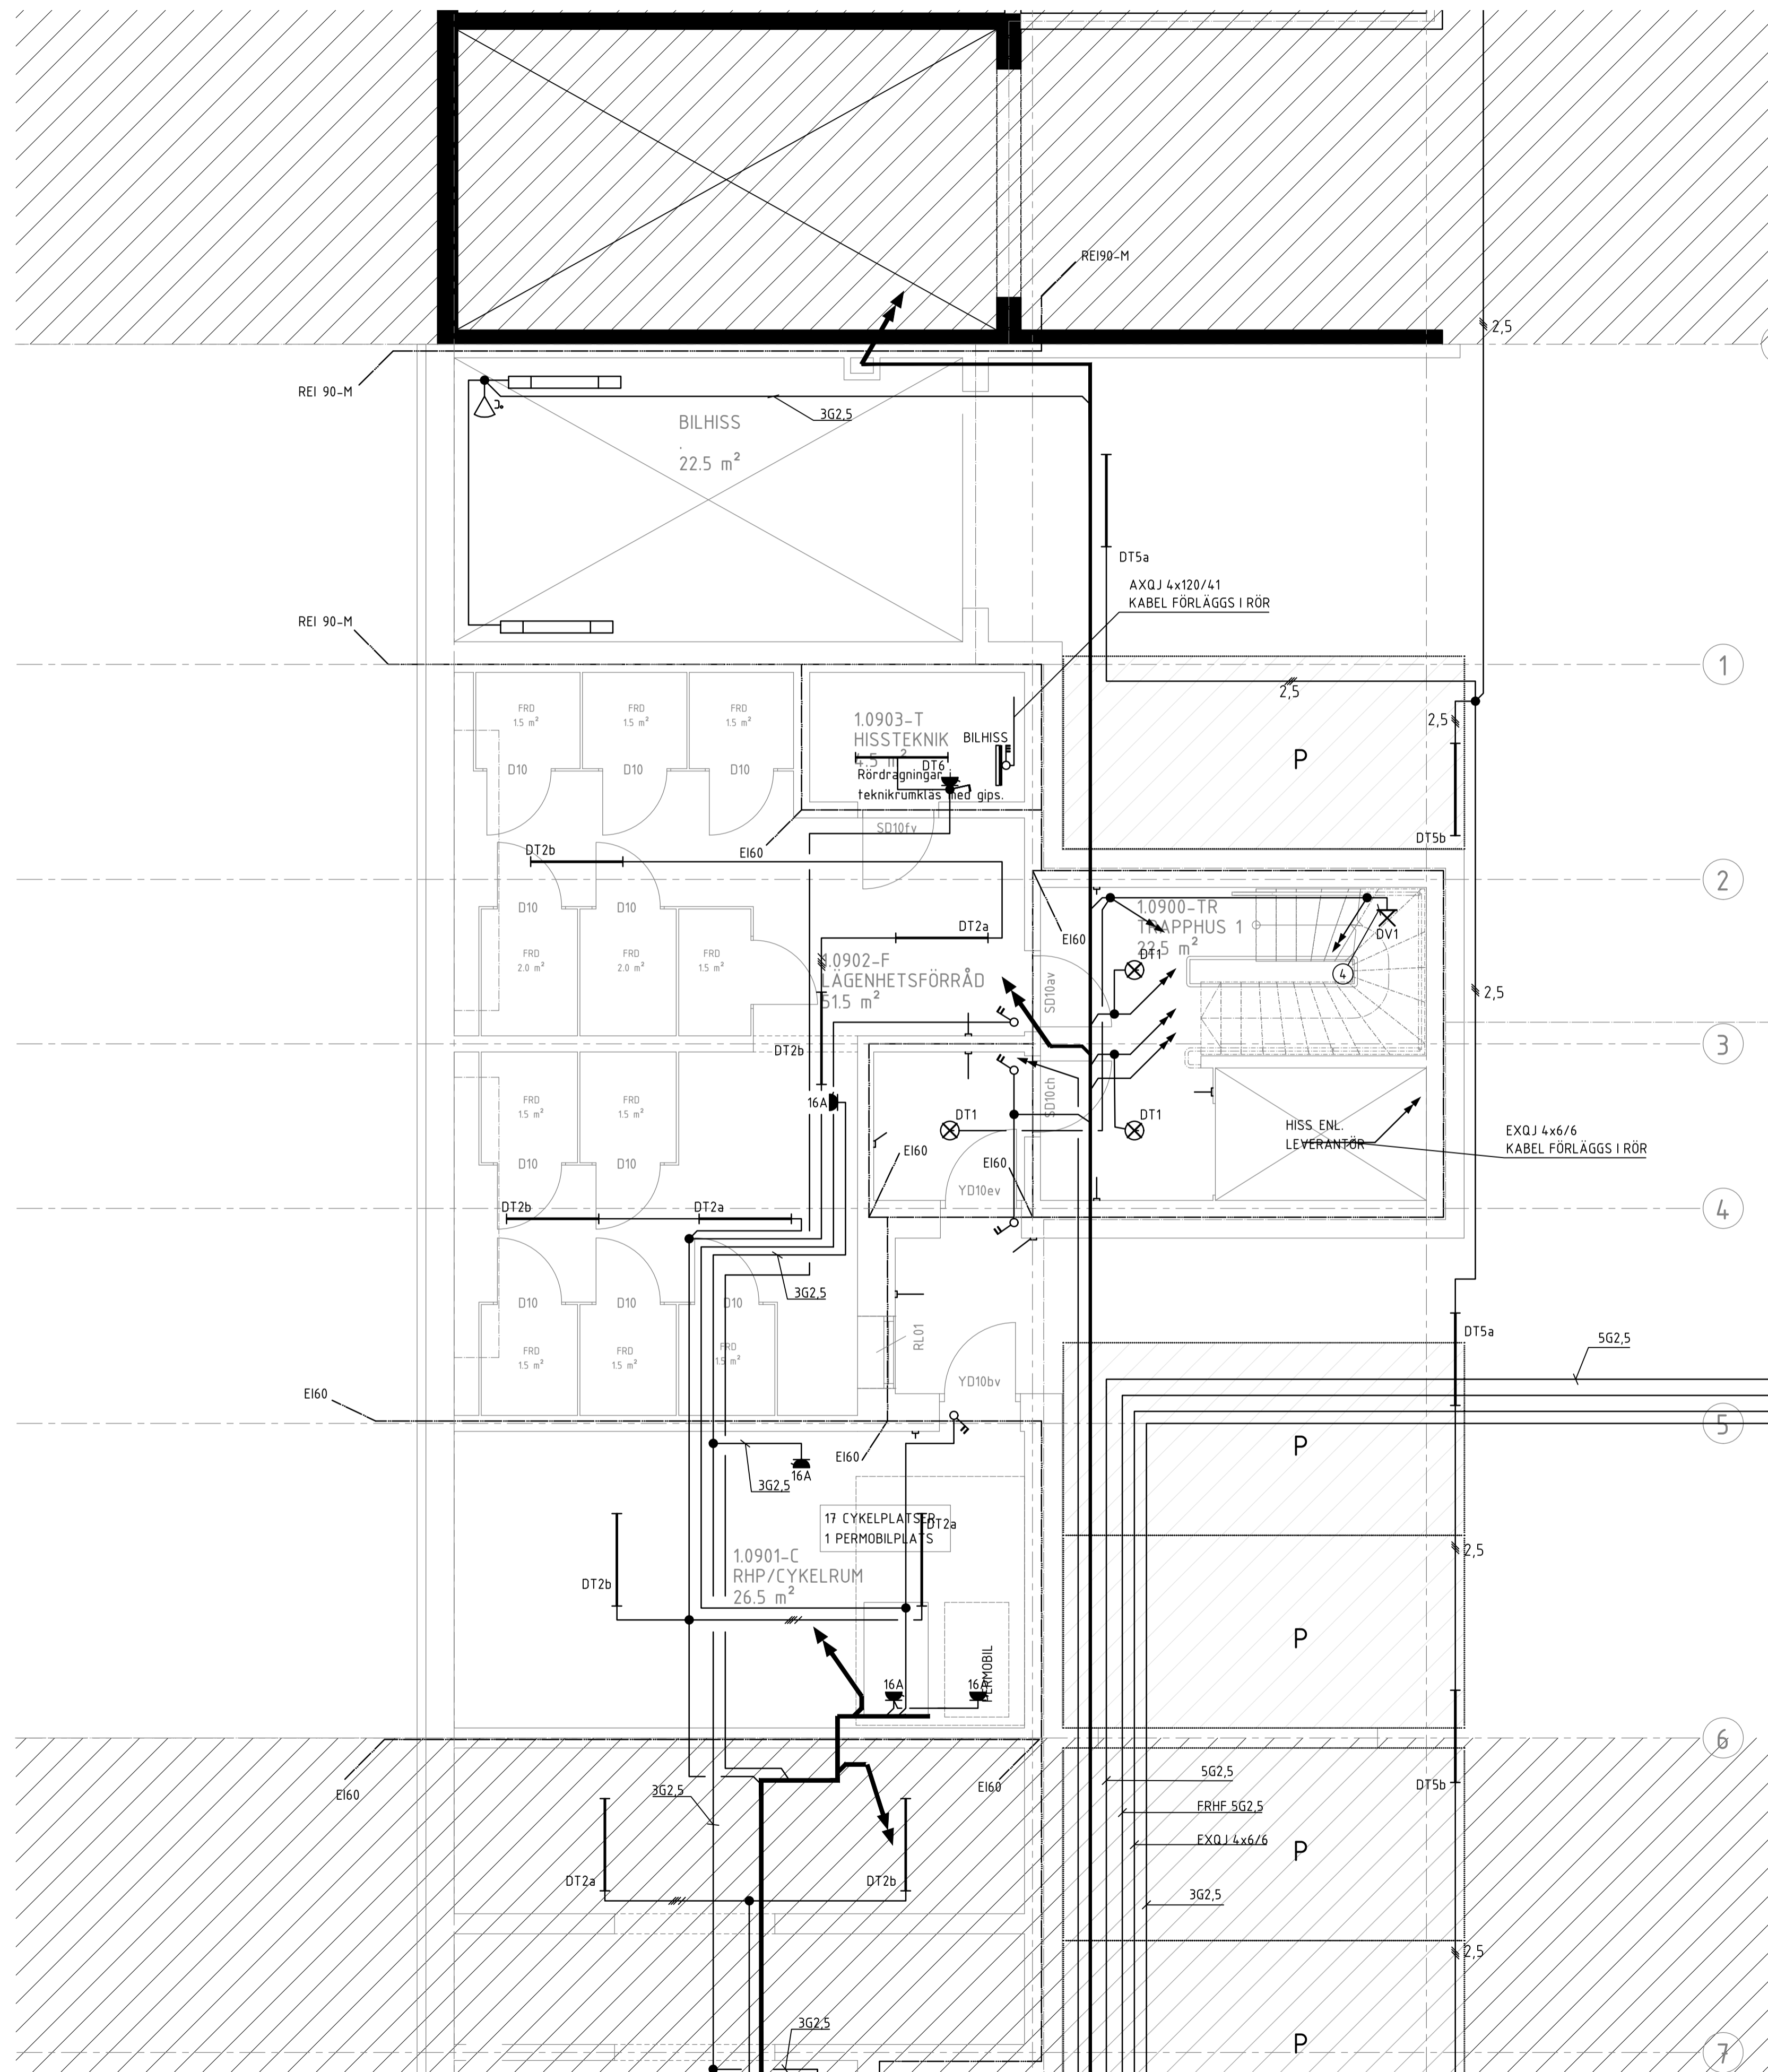 REI90-M
2,5
REI 90-M
3G2,5
BILHISS
22.5 m²
DT5a
AXQJ 4x120/41
KABEL FÖRLÄGGS I RÖR
REI 90-M
1
2,5
2,5
FRD
1.5 m²
FRD
1.5 m²
FRD
1.5 m²
1.0903-T
HISSTEKNIK
4.5 m²
BILHISS
DT6
Rördragningar i
teknikrumklas med gips.
P
D10
D10
D10
DT5b
SD10fv
DT2b
EI60
2
D10
D10
1.0900-TR
TRAPPHUS 1
22.5 m²
DT2a
EI60
DV1
FRD
2.0 m²
FRD
2.0 m²
FRD
1.5 m²
1.0902-F
LÄGENHETSFÖRRÅD
51.5 m²
DT1
4
SD10av
2,5
DT2b
3
16A
SD10ch
FRD
1.5 m²
FRD
1.5 m²
DT1
DT1
HISS ENL.
LEVERANTÖR
EXQJ 4x6/6
KABEL FÖRLÄGGS I RÖR
EI60
EI60
D10
D10
YD10ev
DT2b
DT2a
4
3G2,5
D10
D10
D10
RL01
DT5a
5G2,5
FRD
1.5 m²
FRD
1.5 m²
FRD
1.5 m²
YD10bv
EI60
5
EI60
P
16A
3G2,5
17 CYKELPLATSER
1 PERMOBILPLATS
DT2a
2,5
1.0901-C
RHP/CYKELRUM
26.5 m²
DT2b
P
PERMOBIL
16A
16A
6
EI60
EI60
3G2,5
5G2,5
DT5b
FRHF 5G2,5
EXQJ 4x6/6
P
DT2a
DT2b
3G2,5
2,5
3G2,5
P
7